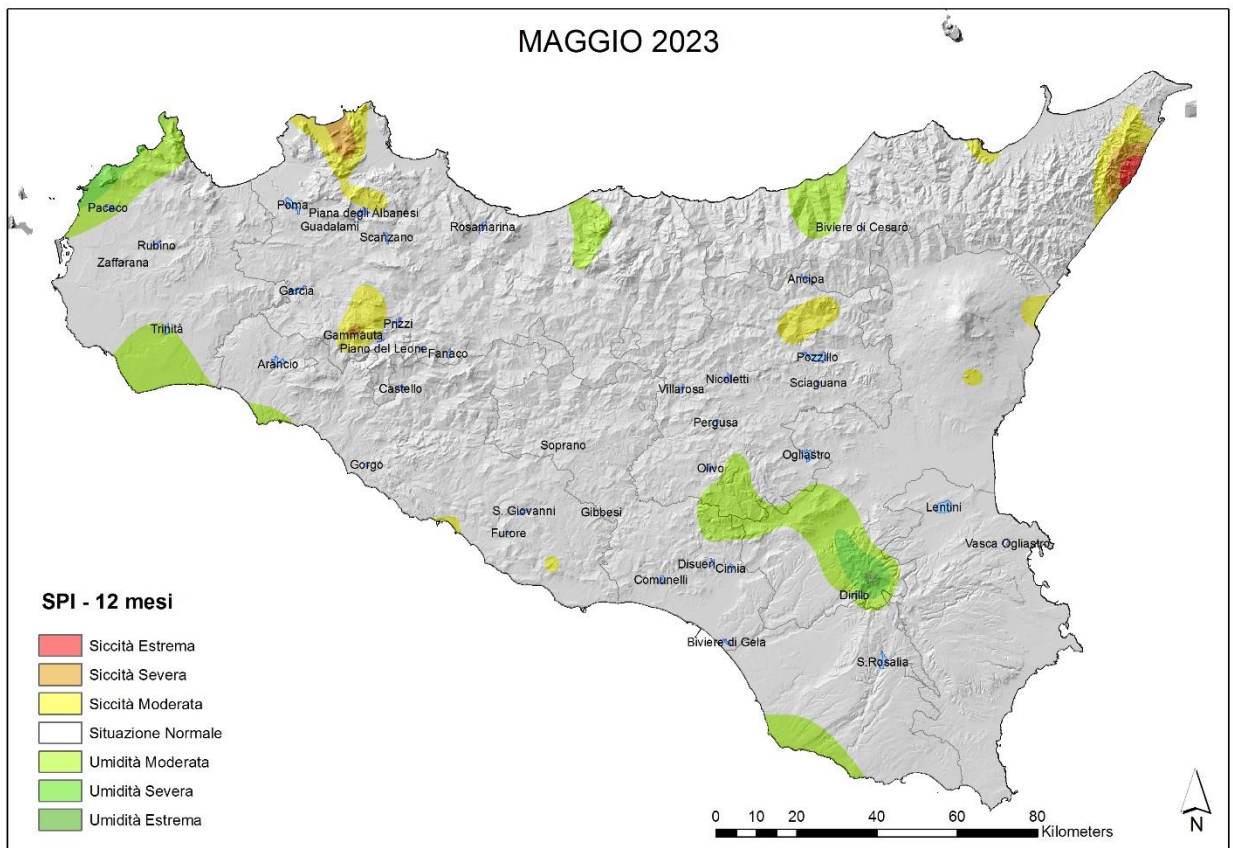 MAGGIO 2023
Paceco
Poma
Piana degli Albanesi
Guadalami
Scanzano
Rosamarina
Biviere di Cesarò
Rubino
Zaffarana
Garcia
Ancipa
Trinità
Prizzi
Gammauta
Piano del Leone
Fanaco
Arancio
Pozzillo
Castello
Villarosa
Nicoletti
Sciaguana
Pergusa
Soprano
Ogliastro
Gorgo
Olivo
S. Giovanni
Gibbesi
Lentini
Furore
Vasca Ogliastro
Disueri
Cimia
Comunelli
Dirillo
Biviere di Gela
S.Rosalia
SPI - 12 mesi
Siccità Estrema
Siccità Severa
Siccità Moderata
Situazione Normale
Umidità Moderata
Umidità Severa
Umidità Estrema
0 10 20 40 60 80
Kilometers
N